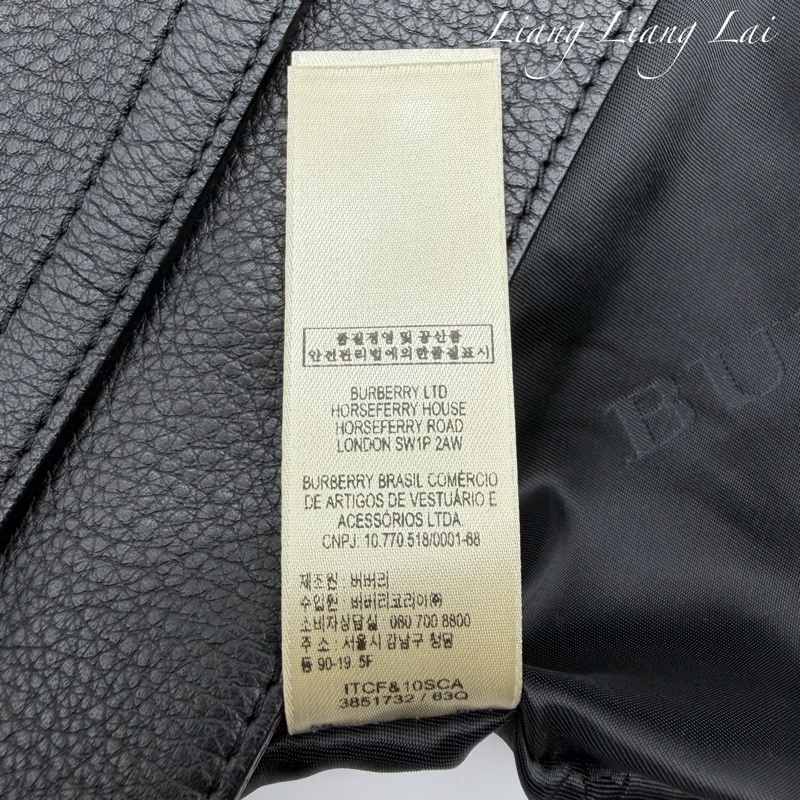 Liang Liang Lai
품질경영 및 공산품
안전관리법에의한품질표시
BURBERRY LTD
HORSEFERRY HOUSE
HORSEFERRY ROAD
LONDON SW1P 2AW
BURBERRY BRASIL COMÉRCIO
DE ARTIGOS DE VESTUÁRIO E
ACESSÓRIOS LTDA
CNPJ: 10.770.518/0001-68
제조원 : 버버리
수입원 : 버버리코리아㈜
소비자상담실 : 080 700 8800
주 소 : 서울시 강남구 청담
동 90-19. 5F
ITCF&10SCA
3851732 / 63Q
BU